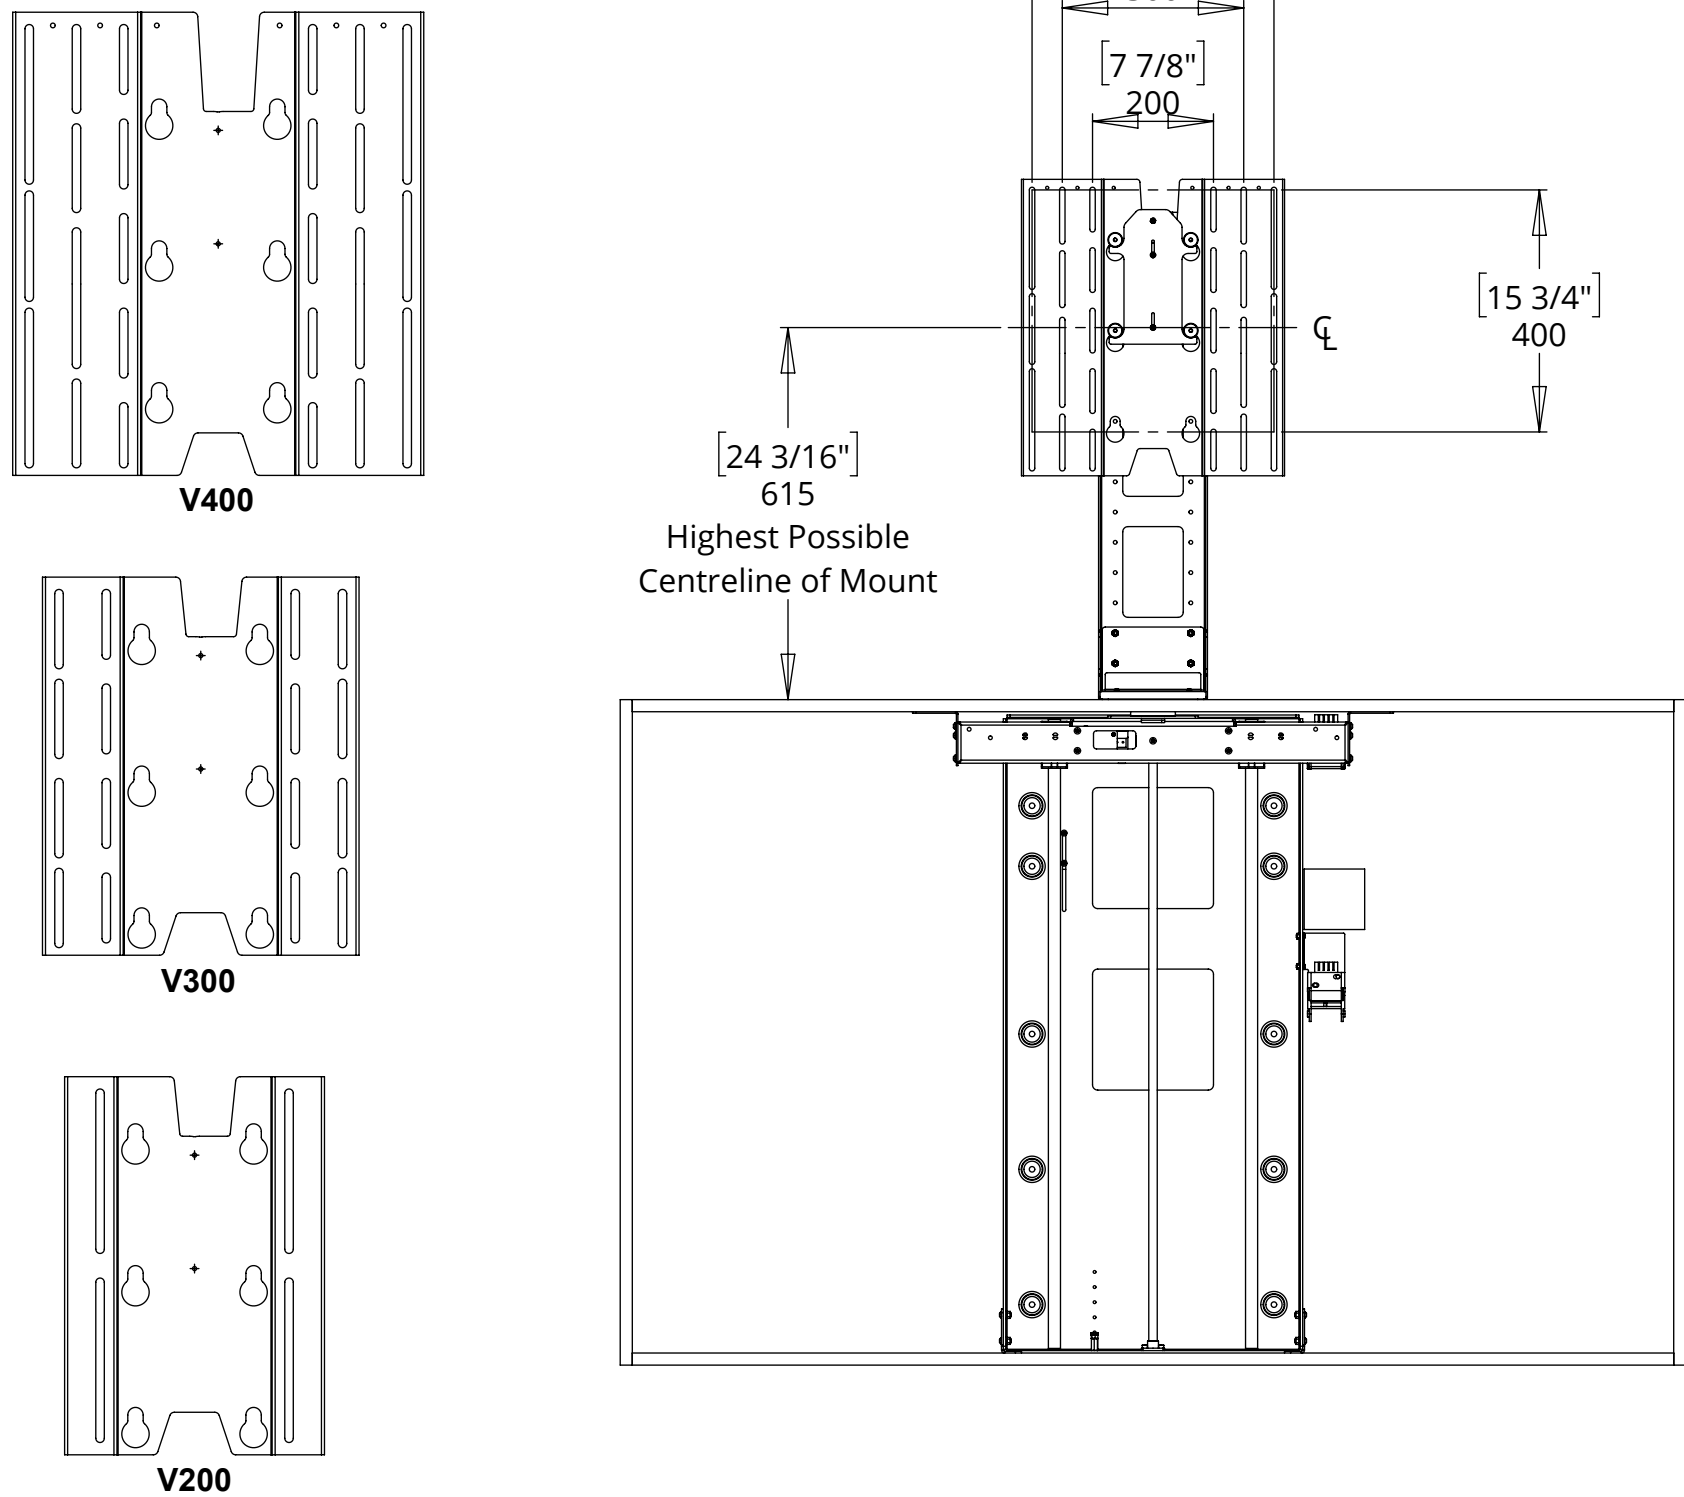 [7 7/8"]
200
[15 3/4"]
400
℄
[24 3/16"]
615
Highest Possible
Centreline of Mount
V400
V300
V200